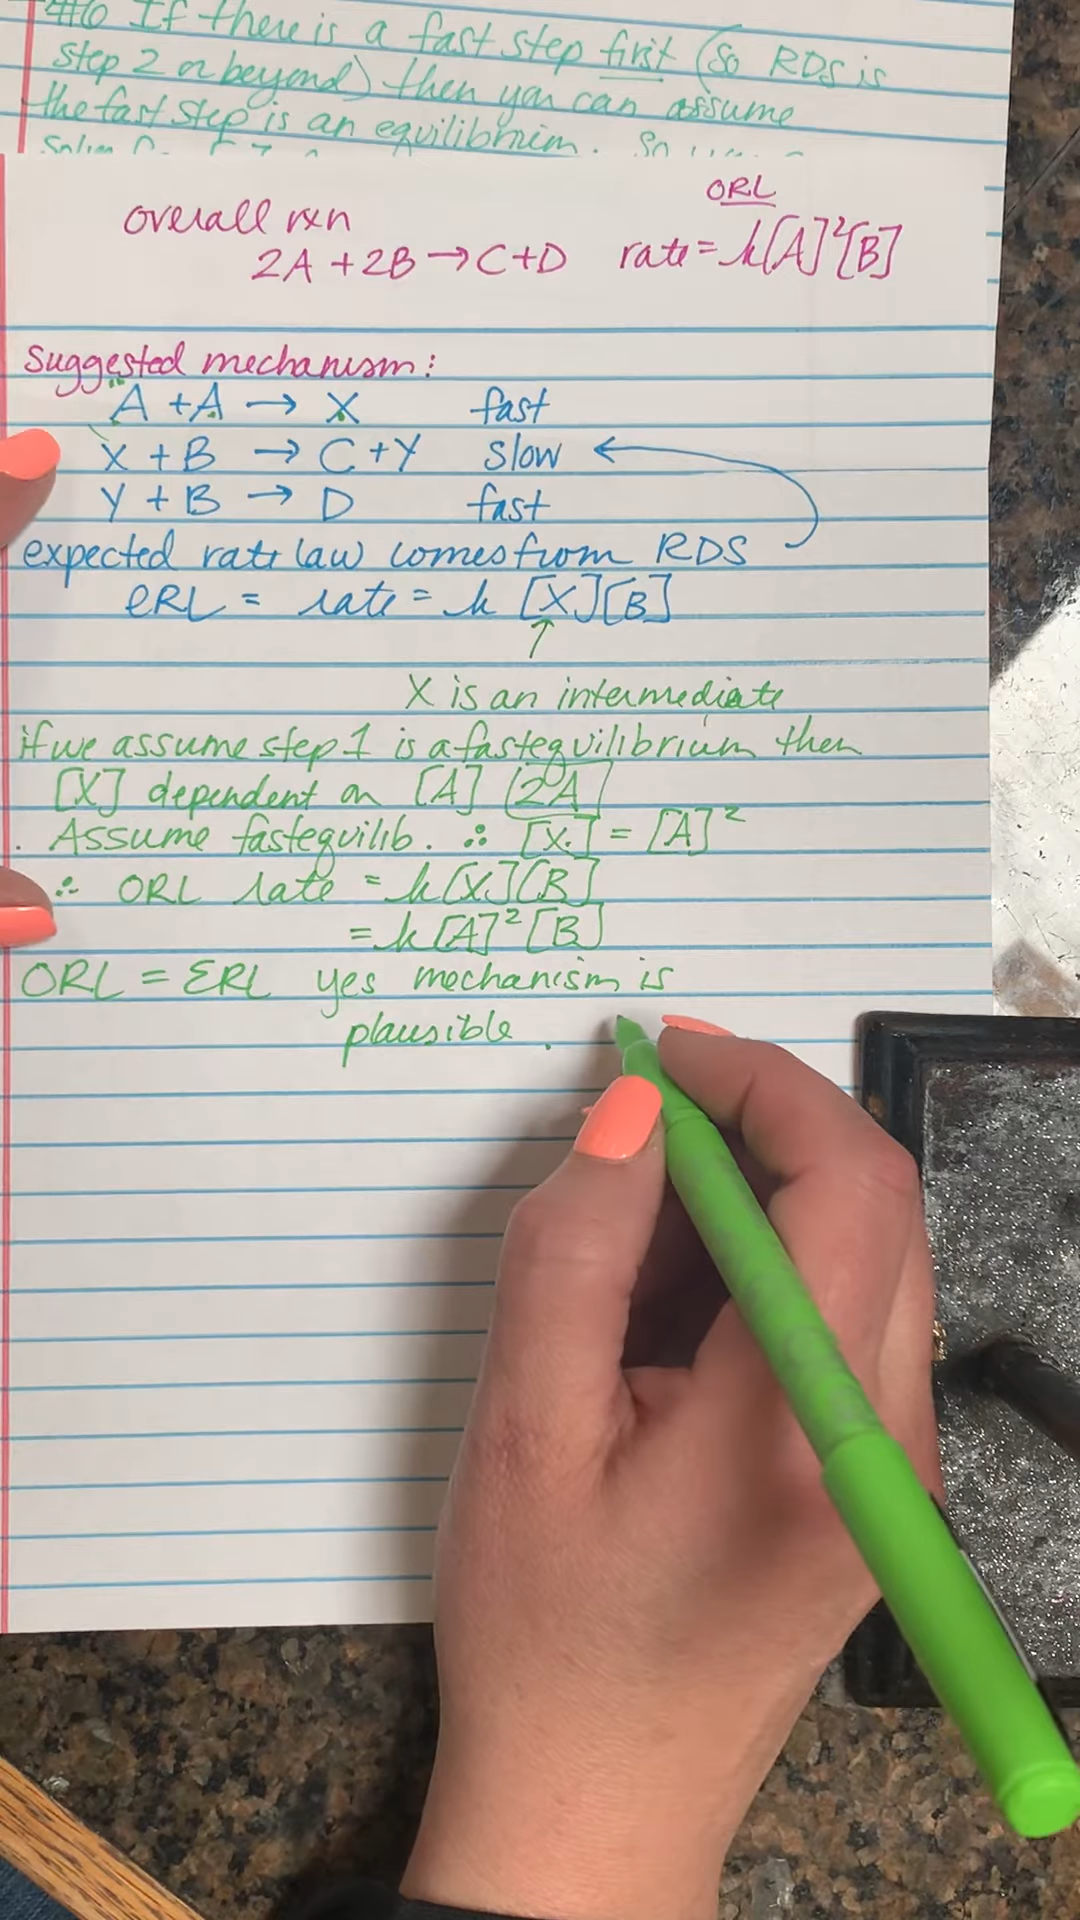 #6 If there is a fast step first (so RDS is
step 2 or beyond) then you can assume
the fast step is an equilibrium. So
ORL
overall rxn
2A + 2B → C + D rate = k[A]²[B]
Suggested mechanism:
A + A → X fast
X + B → C + Y slow
Y + B → D fast
expected rate law comes from RDS
ERL = rate = k [X][B]
↑
X is an intermediate
if we assume step 1 is a fast equilibrium then
[X] dependent on [A] (2A)
. Assume fast equilib. ∴ [X] = [A]²
∴ ORL rate = k[X][B]
= k[A]²[B]
ORL = ERL yes mechanism is
plausible.